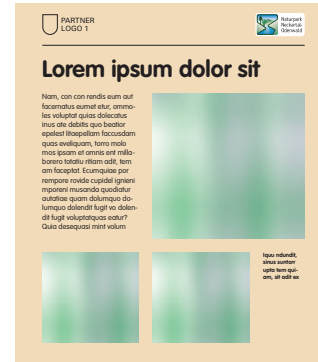 PARTNER
LOGO 1
Naturpark
Neckartal-
Odenwald
Lorem ipsum dolor sit
Nam, con con rendis eum aut
facernatus eumet etur, ommo-
les voluptat quias dolecatus
inus ate debitis quo beatior
epelest litaepellam faccusdam
quas eveliquam, torro molo
mos ipsam et omnis ent millo-
borero totatiu ritiam adit, tem
am faceptat. Ecumquiae por
rempore rovide cupidel ignieni
mporeni musanda quodiatur
autatiae quam dolumquo do-
lumquo dolendit fugit vo dolen-
dit fugit voluptatquas eatur?
Quia desequasi mint volum
Iquu ndundit,
sinus suntorr
upta tem qui-
am, sit odit ex